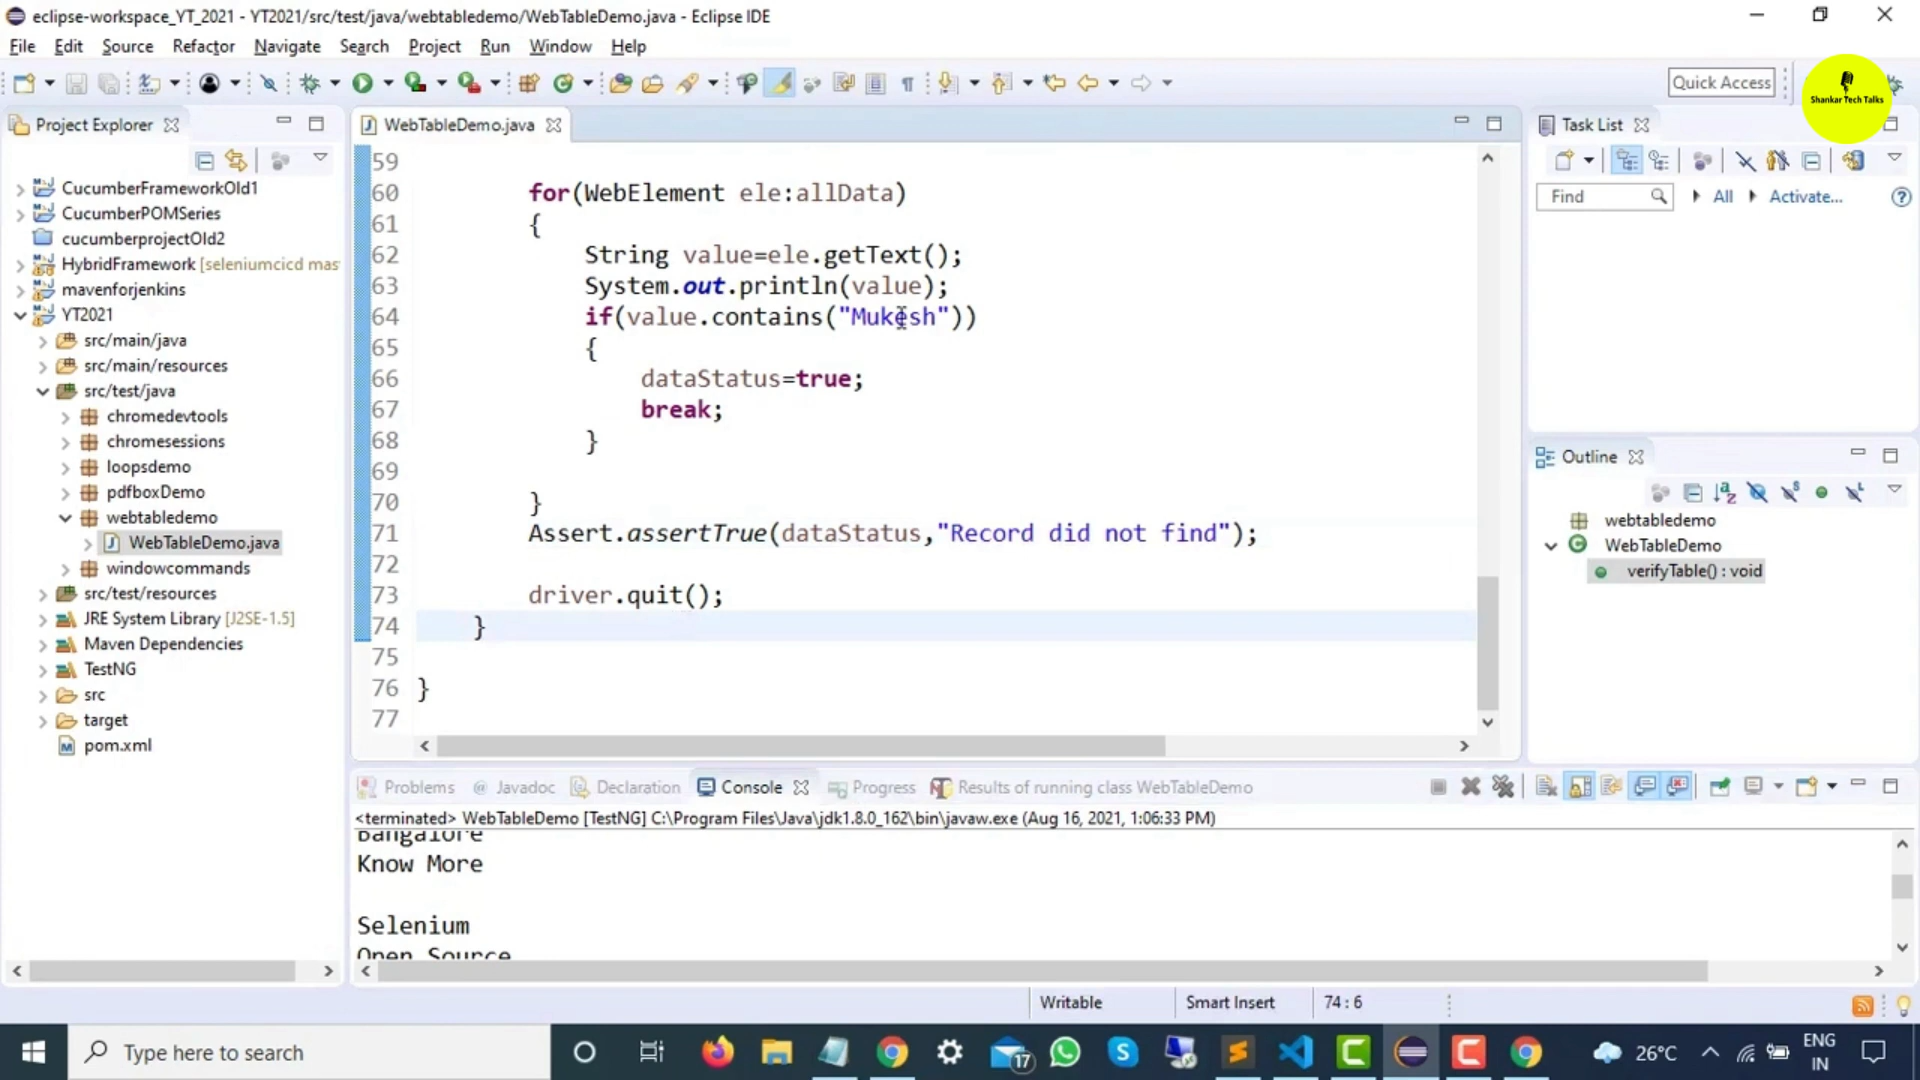 eclipse-workspace_YT_2021 - YT2021/src/test/java/webtabledemo/WebTableDemo.java - Eclipse IDE
File Edit Source Refactor Navigate Search Project Run Window Help
Quick Access
Shankar Tech Talks
Project Explorer
CucumberFrameworkOld1
CucumberPOMSeries
cucumberprojectOld2
HybridFramework [seleniumcicd mas
mavenforjenkins
YT2021
src/main/java
src/main/resources
src/test/java
chromedevtools
chromesessions
loopsdemo
pdfboxDemo
webtabledemo
WebTableDemo.java
windowcommands
src/test/resources
JRE System Library [J2SE-1.5]
Maven Dependencies
TestNG
src
target
pom.xml
WebTableDemo.java
59
60 for(WebElement ele:allData)
61 {
62 String value=ele.getText();
63 System.out.println(value);
64 if(value.contains("Mukesh"))
65 {
66 dataStatus=true;
67 break;
68 }
69
70 }
71 Assert.assertTrue(dataStatus,"Record did not find");
72
73 driver.quit();
74 }
75
76 }
77
Task List
Find All Activate...
Outline
webtabledemo
WebTableDemo
verifyTable() : void
Problems @ Javadoc Declaration Console Progress Results of running class WebTableDemo
<terminated> WebTableDemo [TestNG] C:\Program Files\Java\jdk1.8.0_162\bin\javaw.exe (Aug 16, 2021, 1:06:33 PM)
Bangalore
Know More
Selenium
Open Source
Writable Smart Insert 74 : 6
Type here to search
17
26°C
ENG
IN